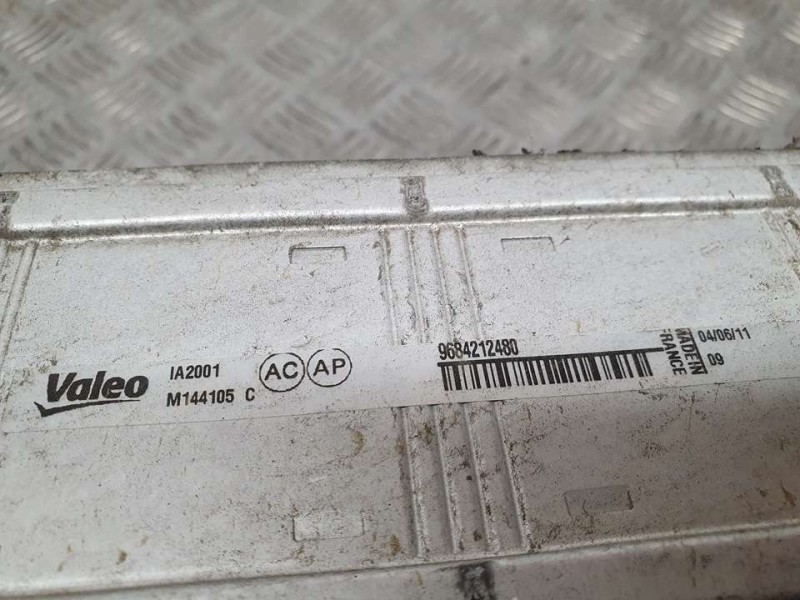 Valeo
IA2001
M144105 C
AC AP
9684212480
MADE IN
FRANCE
04/06/11
09